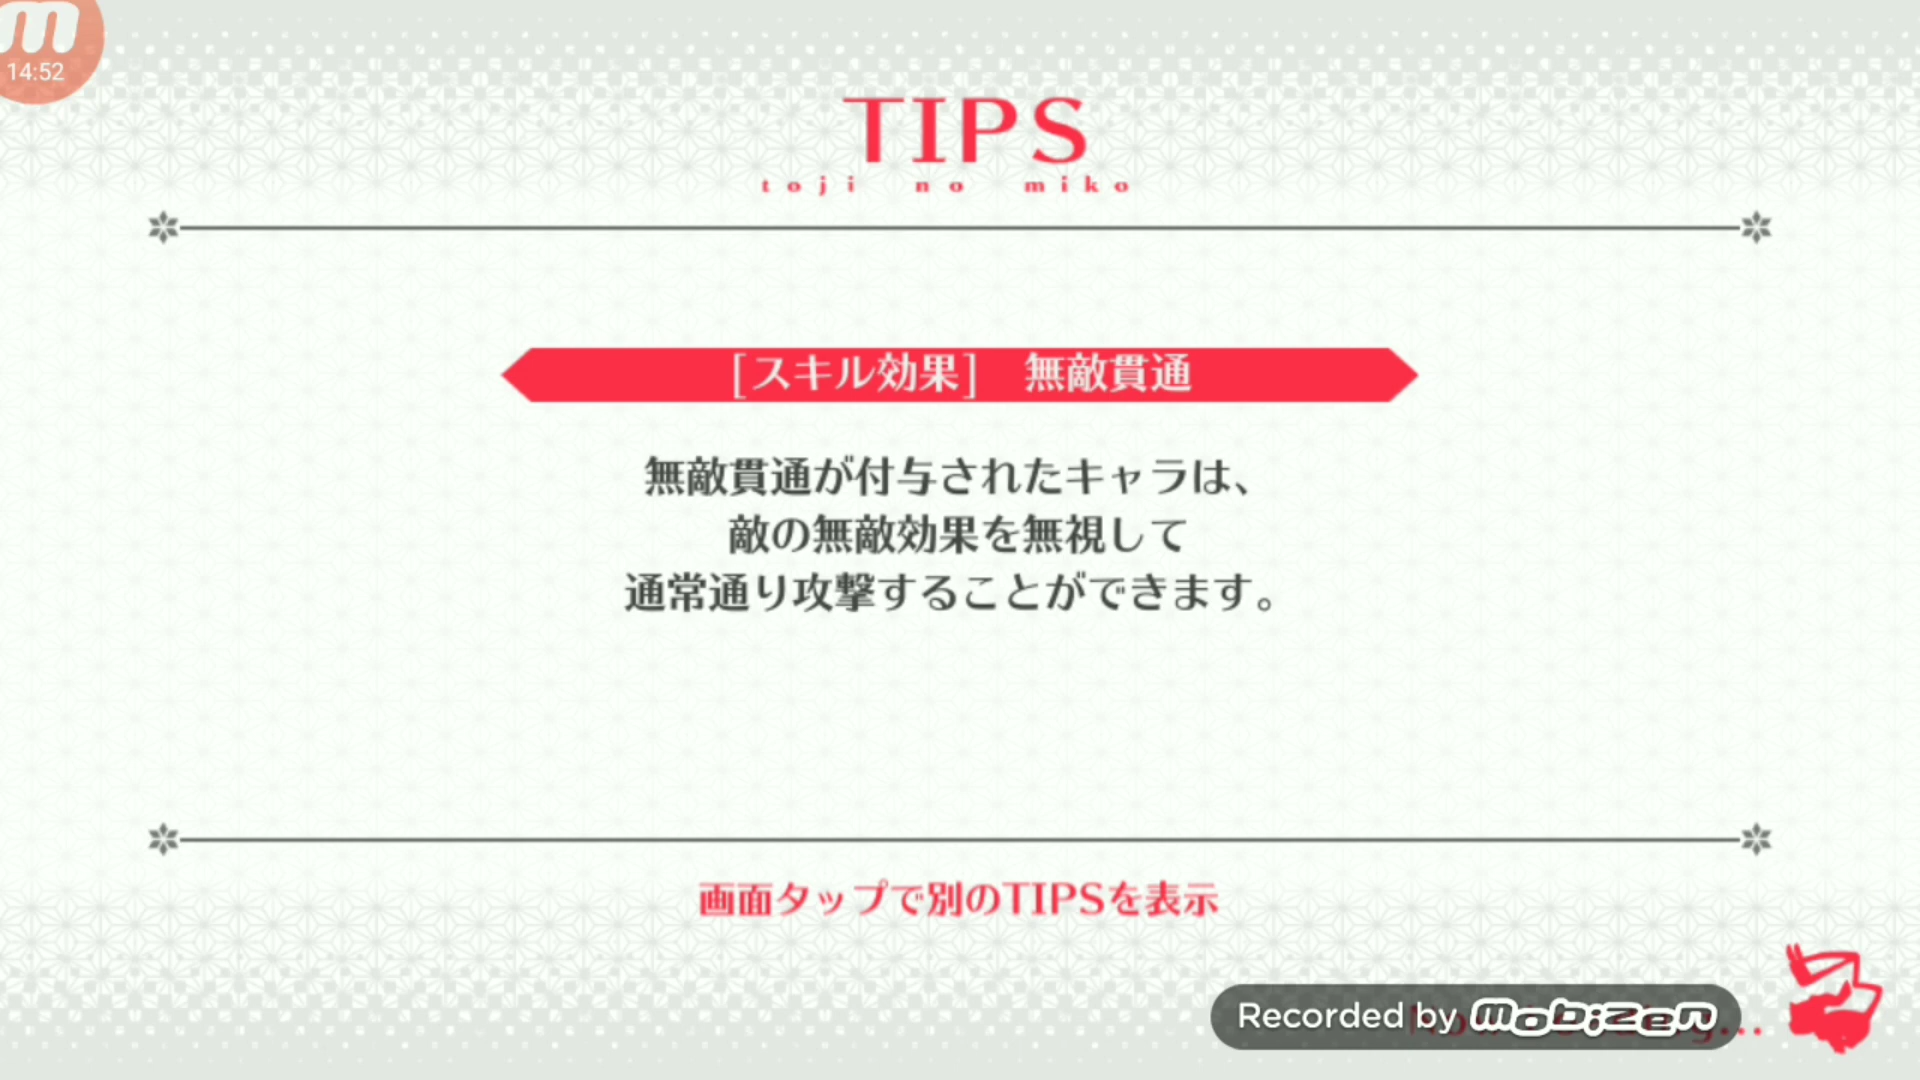 m
14:52
TIPS
toji no miko
[スキル効果]　無敵貫通
無敵貫通が付与されたキャラは、
敵の無敵効果を無視して
通常通り攻撃することができます。
画面タップで別のTIPSを表示
Recorded by mobizen